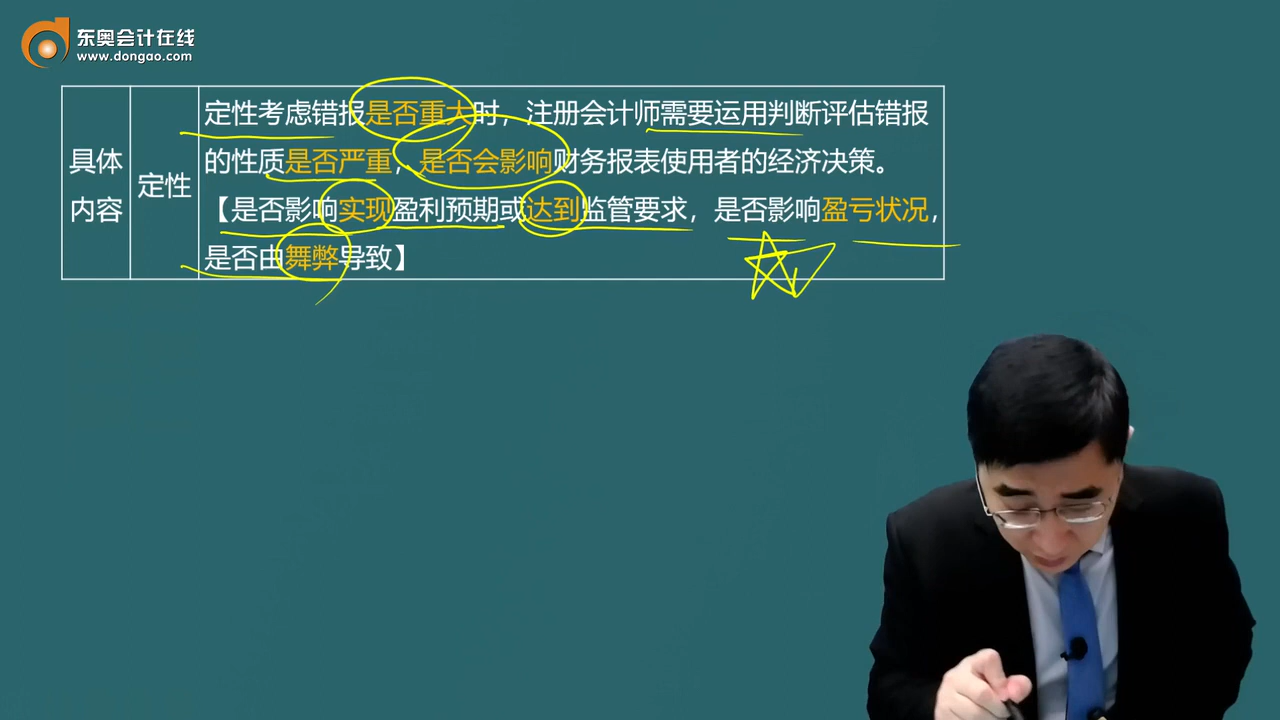 东奥会计在线
www.dongao.com
具体
内容
定性
定性考虑错报是否重大时，注册会计师需要运用判断评估错报
的性质是否严重，是否会影响财务报表使用者的经济决策。
【是否影响实现盈利预期或达到监管要求，是否影响盈亏状况，
是否由舞弊导致】